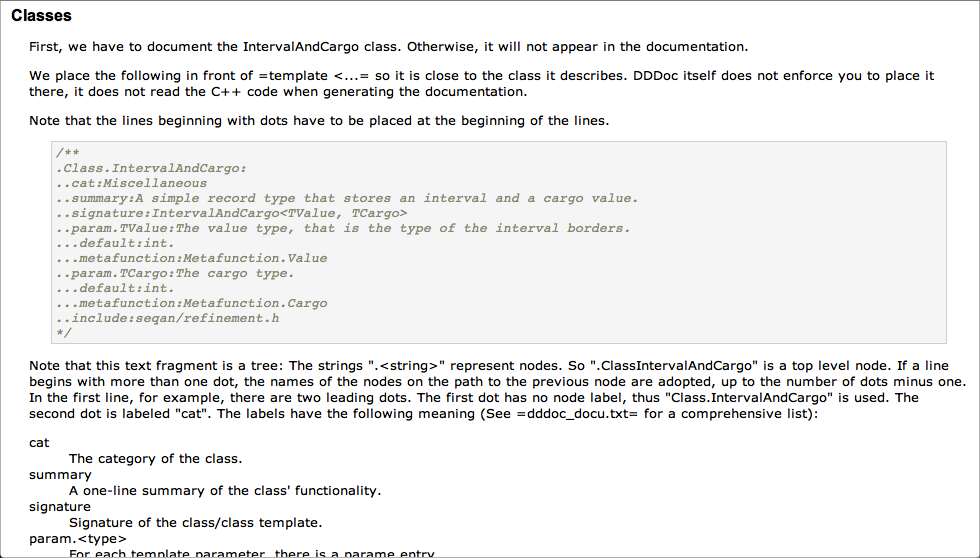 Classes
First, we have to document the IntervalAndCargo class. Otherwise, it will not appear in the documentation.
We place the following in front of =template <...= so it is close to the class it describes. DDDoc itself does not enforce you to place it
there, it does not read the C++ code when generating the documentation.
Note that the lines beginning with dots have to be placed at the beginning of the lines.
/**
.Class.IntervalAndCargo:
..cat:Miscellaneous
..summary:A simple record type that stores an interval and a cargo value.
..signature:IntervalAndCargo<TValue, TCargo>
..param.TValue:The value type, that is the type of the interval borders.
...default:int.
...metafunction:Metafunction.Value
..param.TCargo:The cargo type.
...default:int.
...metafunction:Metafunction.Cargo
..include:seqan/refinement.h
*/
Note that this text fragment is a tree: The strings ".<string>" represent nodes. So ".ClassIntervalAndCargo" is a top level node. If a line
begins with more than one dot, the names of the nodes on the path to the previous node are adopted, up to the number of dots minus one.
In the first line, for example, there are two leading dots. The first dot has no node label, thus "Class.IntervalAndCargo" is used. The
second dot is labeled "cat". The labels have the following meaning (See =dddoc_docu.txt= for a comprehensive list):
cat
The category of the class.
summary
A one-line summary of the class' functionality.
signature
Signature of the class/class template.
param.<type>
For each template parameter, there is a parame entry